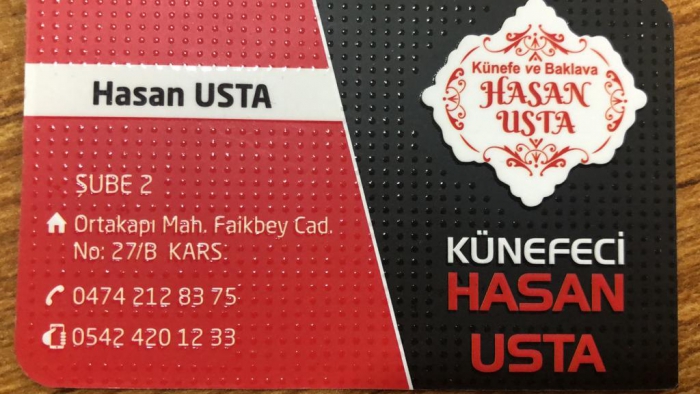 Hasan USTA
ŞUBE 2
Ortakapı Mah. Faikbey Cad.
No: 27/B KARS
0474 212 83 75
0542 420 12 33
Künefe ve Baklava
HASAN
USTA
KÜNEFECİ
HASAN
USTA